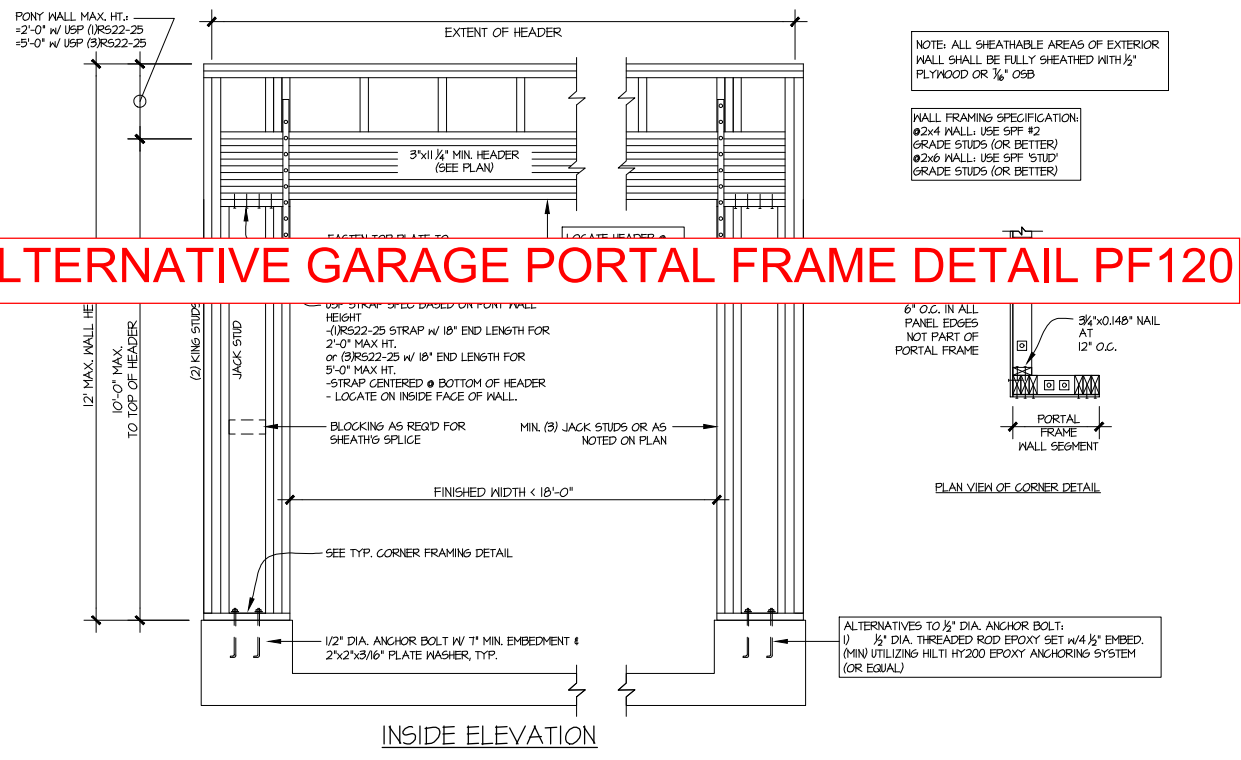 PONY WALL MAX. HT.:
=2'-0" W/ USP (1)RS22-25
=5'-0" W/ USP (3)RS22-25
EXTENT OF HEADER
NOTE: ALL SHEATHABLE AREAS OF EXTERIOR
WALL SHALL BE FULLY SHEATHED WITH ½"
PLYWOOD OR 7/16" OSB
WALL FRAMING SPECIFICATION:
@2x4 WALL: USE SPF #2
GRADE STUDS (OR BETTER)
@2x6 WALL: USE SPF 'STUD'
GRADE STUDS (OR BETTER)
3"x11 ¼" MIN. HEADER
(SEE PLAN)
FASTEN TOP PLATE TO
LOCATE HEADER @
LTERNATIVE GARAGE PORTAL FRAME DETAIL PF120
USP STRAP SPEC BASED ON PONY WALL
HEIGHT
-(1)RS22-25 STRAP W/ 18" END LENGTH FOR
2'-0" MAX HT.
or (3)RS22-25 W/ 18" END LENGTH FOR
5'-0" MAX HT.
-STRAP CENTERED @ BOTTOM OF HEADER
- LOCATE ON INSIDE FACE OF WALL.
12' MAX. WALL HE
10'-0" MAX.
TO TOP OF HEADER
(2) KING STUDS
JACK STUD
6" O.C. IN ALL
PANEL EDGES
NOT PART OF
PORTAL FRAME
3¼"x0.148" NAIL
AT
12" O.C.
BLOCKING AS REQ'D FOR
SHEATH'G SPLICE
MIN. (3) JACK STUDS OR AS
NOTED ON PLAN
PORTAL
FRAME
WALL SEGMENT
FINISHED WIDTH < 18'-0"
PLAN VIEW OF CORNER DETAIL
SEE TYP. CORNER FRAMING DETAIL
1/2" DIA. ANCHOR BOLT W/ 7" MIN. EMBEDMENT &
2"x2"x3/16" PLATE WASHER, TYP.
ALTERNATIVES TO ½" DIA. ANCHOR BOLT:
1) ½" DIA. THREADED ROD EPOXY SET W/4 ½" EMBED.
(MIN) UTILIZING HILTI HY200 EPOXY ANCHORING SYSTEM
(OR EQUAL)
INSIDE ELEVATION